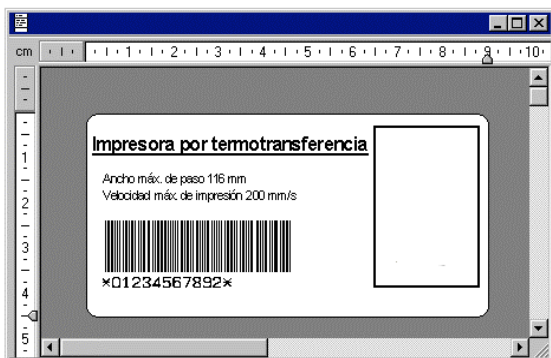 cm 1 2 3 4 5 6 7 8 9 10
1
2
3
4
5
Impresora por termotransferencia
Ancho máx. de paso 116 mm
Velocidad máx. de impresión 200 mm/s
*01234567892*